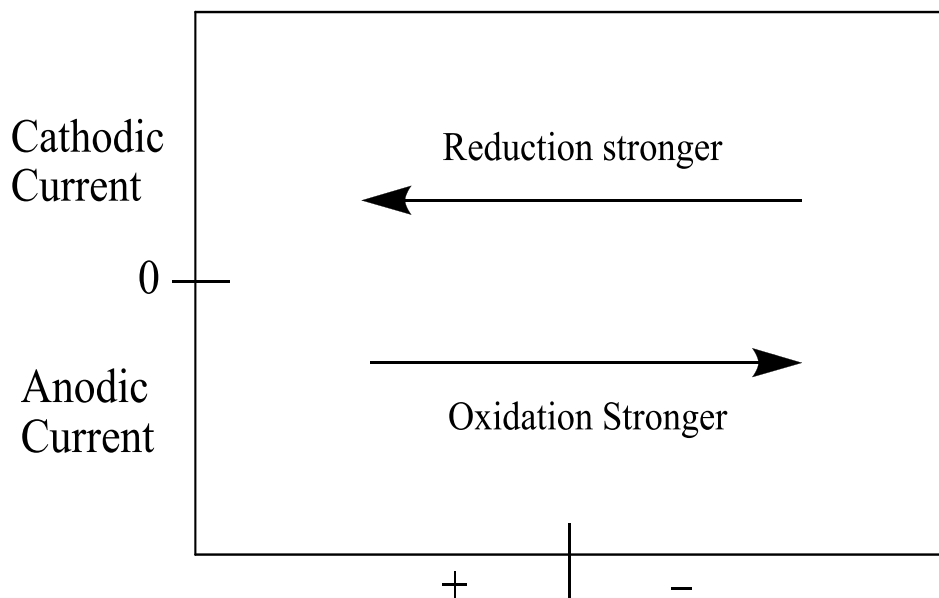 Cathodic
Current
Reduction stronger
0
Anodic
Current
Oxidation Stronger
+ −